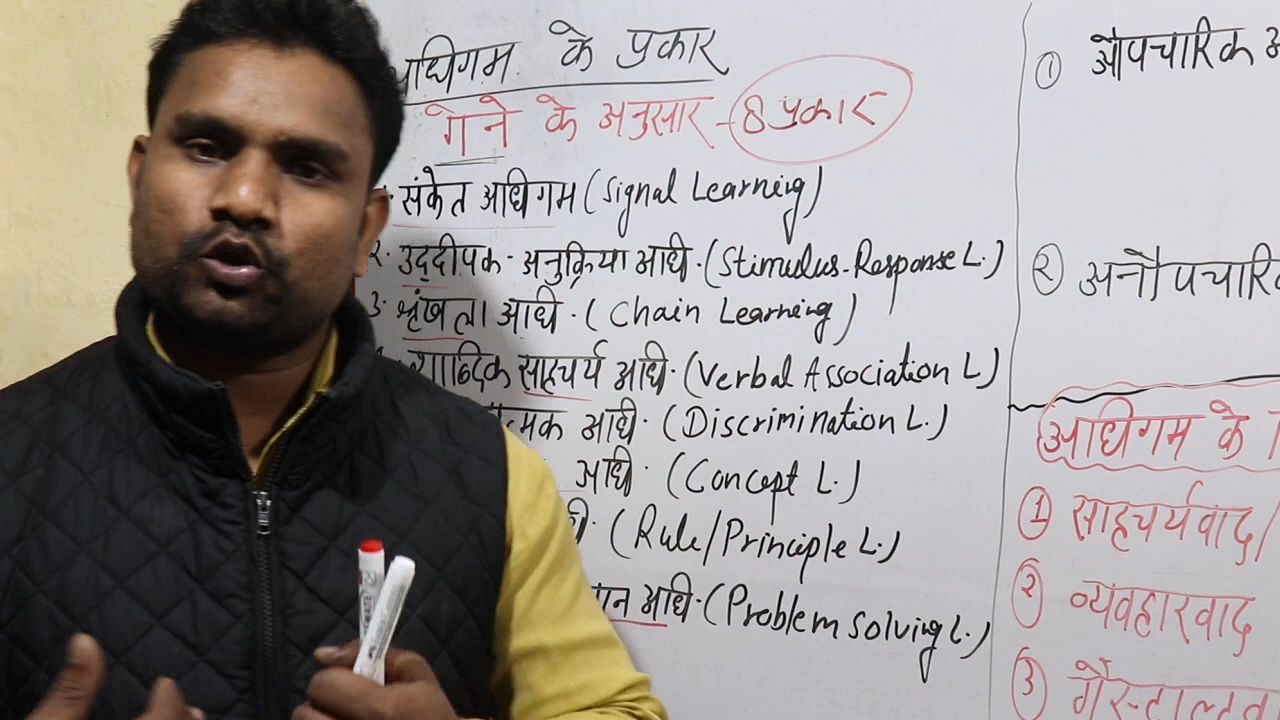 अधिगम के प्रकार
गेने के अनुसार - 8 प्रकार
संकेत अधिगम (Signal Learning)
२. उद्दीपक - अनुक्रिया अधि. (Stimulus-Response L.)
3. श्रृंखला अधि. (Chain Learning)
शाब्दिक साहचर्य अधि. (Verbal Association L)
अधि. (Discrimination L.)
अधि. (Concept L.)
(Rule/Principle L.)
अधि. (Problem Solving L.)
① औपचारिक
② अनौपचारिक
अधिगम के
① साहचर्यवाद/
② व्यवहारवाद
③